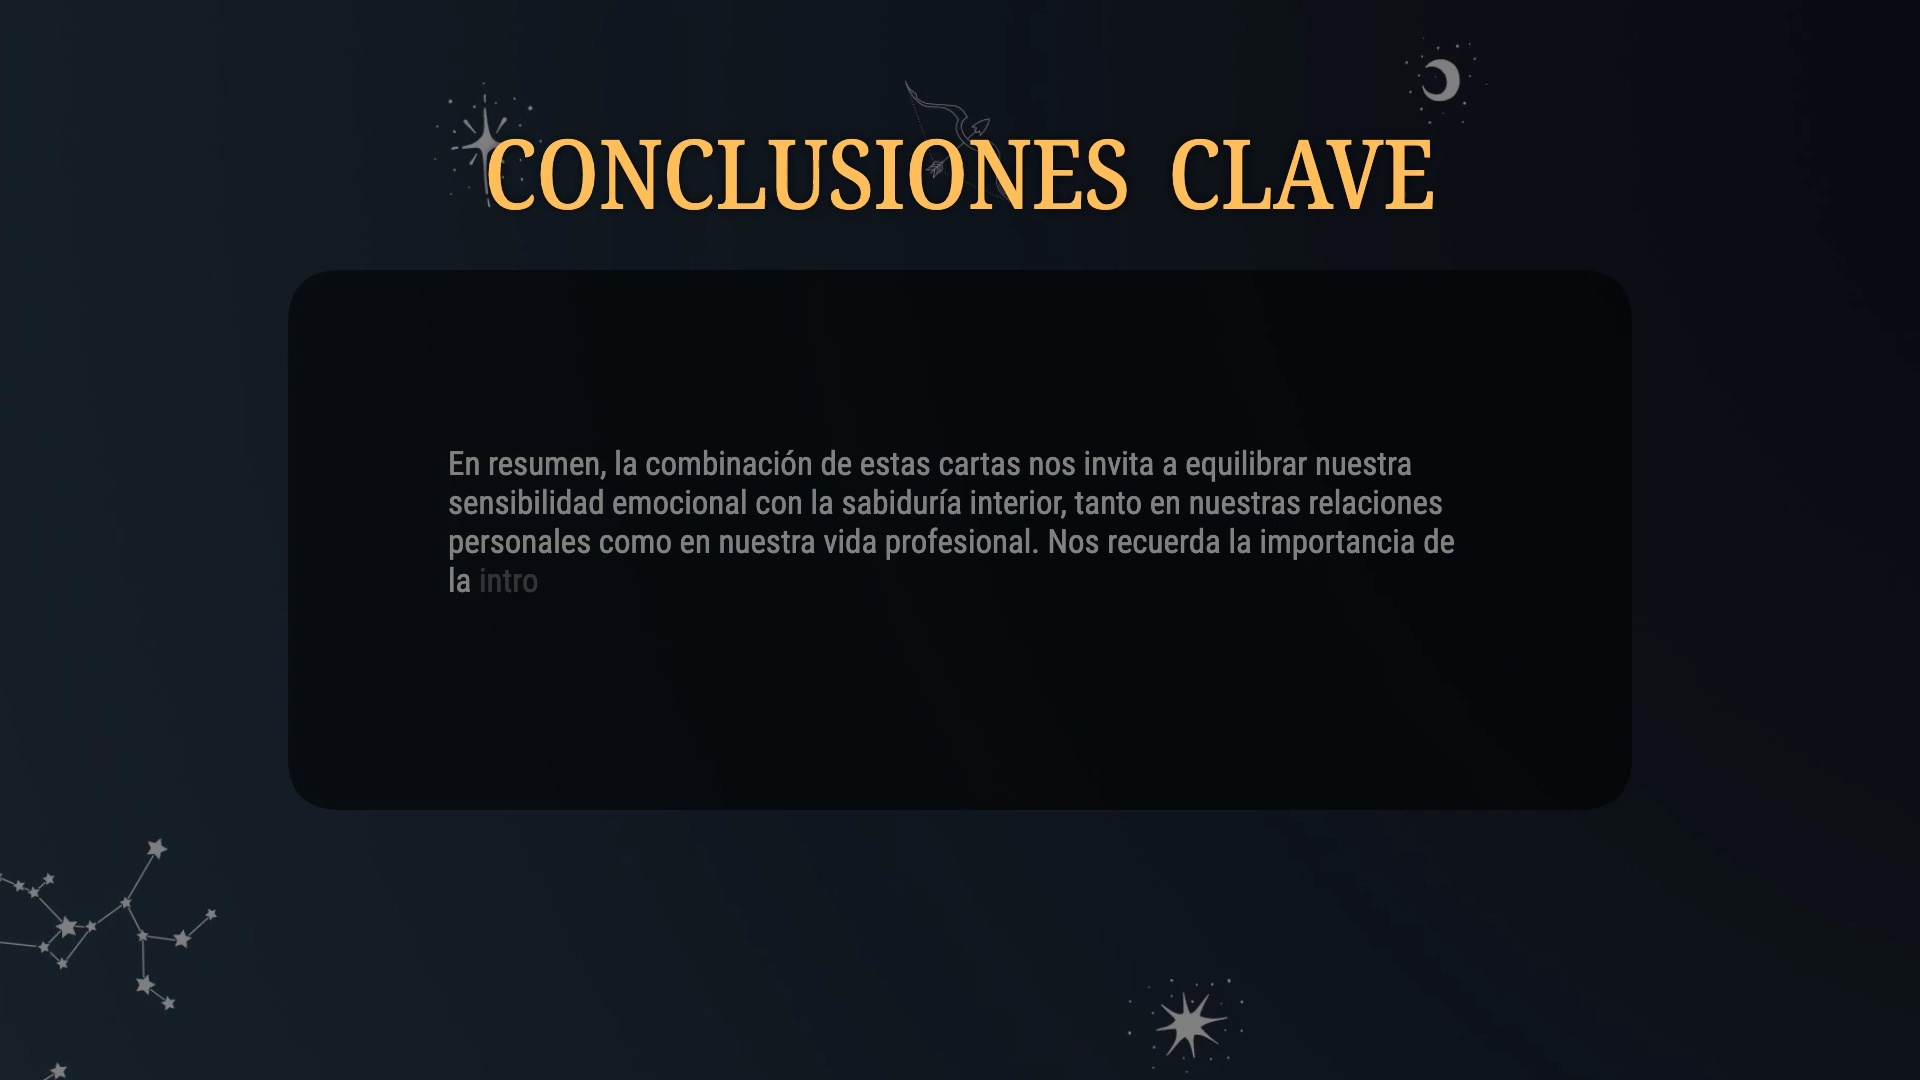 CONCLUSIONES CLAVE
En resumen, la combinación de estas cartas nos invita a equilibrar nuestra
sensibilidad emocional con la sabiduría interior, tanto en nuestras relaciones
personales como en nuestra vida profesional. Nos recuerda la importancia de
la intro